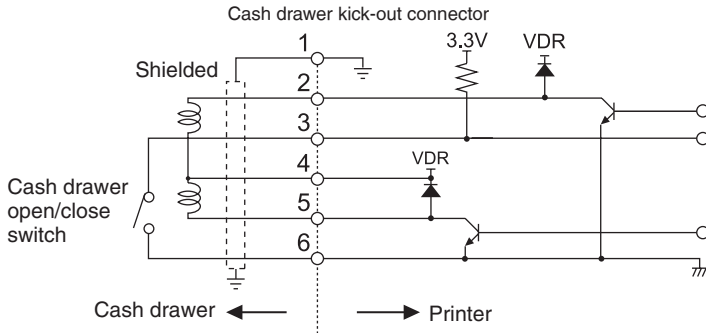 Cash drawer kick-out connector
1
3.3V
VDR
Shielded
2
3
4
VDR
Cash drawer
open/close
switch
5
6
Cash drawer
Printer